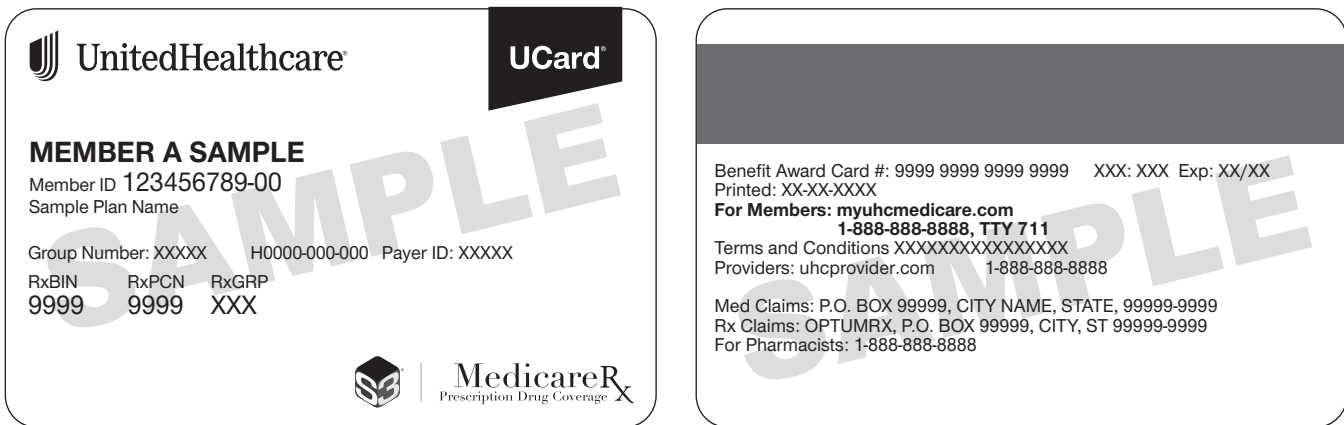 UnitedHealthcare®
UCard®
SAMPLE
MEMBER A SAMPLE
Member ID 123456789-00
Sample Plan Name
Group Number: XXXXX H0000-000-000 Payer ID: XXXXX
RxBIN RxPCN RxGRP
9999 9999 XXX
S3
MedicareRx
Prescription Drug Coverage
SAMPLE
Benefit Award Card #: 9999 9999 9999 9999 XXX: XXX Exp: XX/XX
Printed: XX-XX-XXXX
For Members: myuhcmedicare.com
1-888-888-8888, TTY 711
Terms and Conditions XXXXXXXXXXXXXXXX
Providers: uhcprovider.com 1-888-888-8888
Med Claims: P.O. BOX 99999, CITY NAME, STATE, 99999-9999
Rx Claims: OPTUMRX, P.O. BOX 99999, CITY, ST 99999-9999
For Pharmacists: 1-888-888-8888